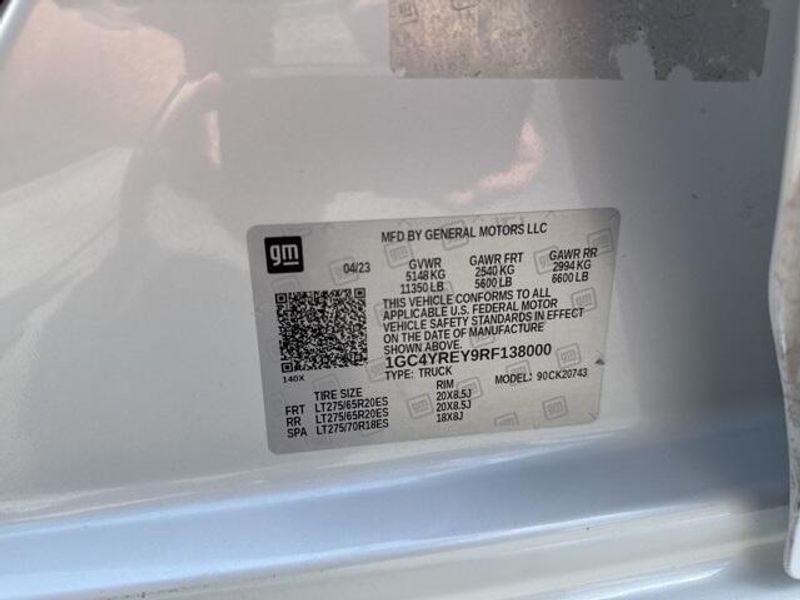 gm
MFD BY GENERAL MOTORS LLC
04/23
GVWR GAWR FRT GAWR RR
5148 KG 2540 KG 2994 KG
11350 LB 5600 LB 6600 LB
THIS VEHICLE CONFORMS TO ALL
APPLICABLE U.S. FEDERAL MOTOR
VEHICLE SAFETY STANDARDS IN EFFECT
ON THE DATE OF MANUFACTURE
SHOWN ABOVE.
1GC4YREY9RF138000
140X
TYPE: TRUCK MODEL: 90CK20743
TIRE SIZE RIM
FRT LT275/65R20ES 20X8.5J
RR LT275/65R20ES 20X8.5J
SPA LT275/70R18ES 18X8J